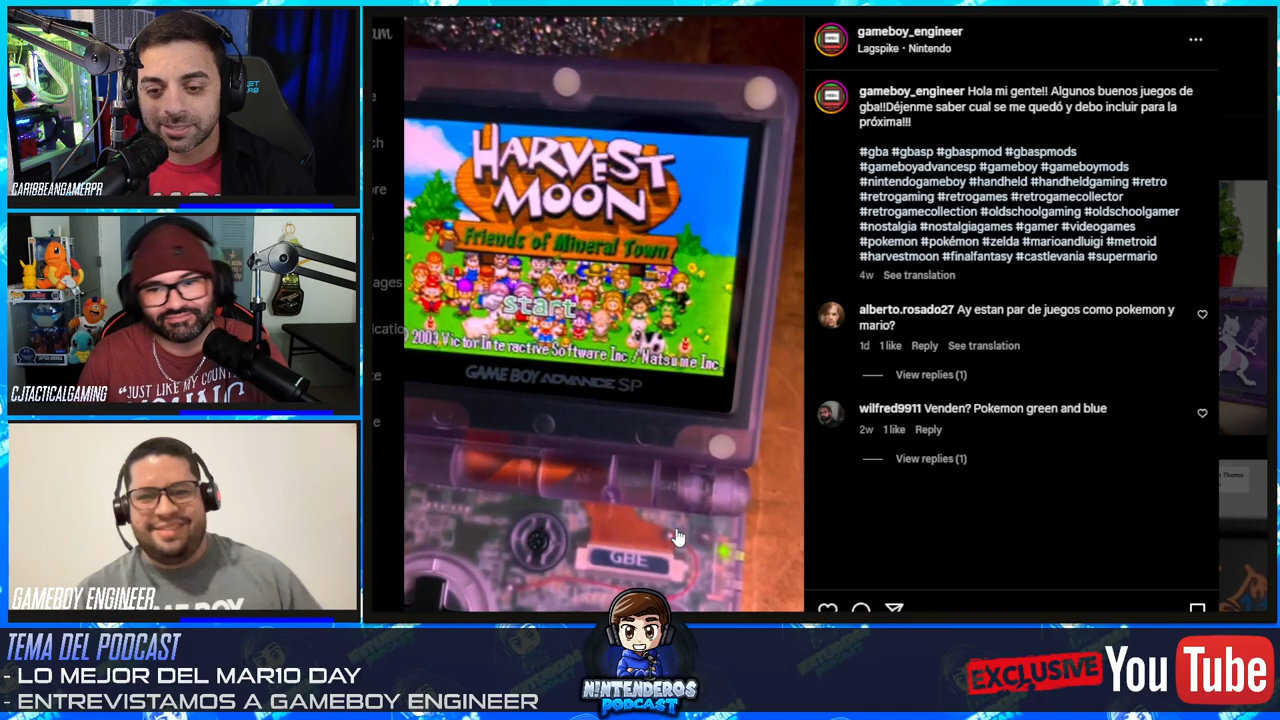 CARIBBEANGAMERPR
CJTACTICALGAMING
"JUST LIKE MY COUN
GAMEBOY ENGINEER
HARVEST
MOON
Friends of Mineral Town
start
© 2003 Victor Interactive Software Inc / Natsume Inc.
GAME BOY ADVANCE SP
GBE
gameboy_engineer
Lagspike • Nintendo
gameboy_engineer Hola mi gente!! Algunos buenos juegos de
gba!!Déjenme saber cual se me quedó y debo incluir para la
próxima!!!
#gba #gbasp #gbaspmod #gbaspmods
#gameboyadvancesp #gameboy #gameboymods
#nintendogameboy #handheld #handheldgaming #retro
#retrogaming #retrogames #retrogamecollector
#retrogamecollection #oldschoolgaming #oldschoolgamer
#nostalgia #nostalgiagames #gamer #videogames
#pokemon #pokémon #zelda #marioandluigi #metroid
#harvestmoon #finalfantasy #castlevania #supermario
4w See translation
alberto.rosado27 Ay estan par de juegos como pokemon y
mario?
1d 1 like Reply See translation
View replies (1)
wilfred9911 Venden? Pokemon green and blue
2w 1 like Reply
View replies (1)
TEMA DEL PODCAST
- LO MEJOR DEL MAR10 DAY
- ENTREVISTAMOS A GAMEBOY ENGINEER
NINTENDEROS
PODCAST
EXCLUSIVE
YouTube